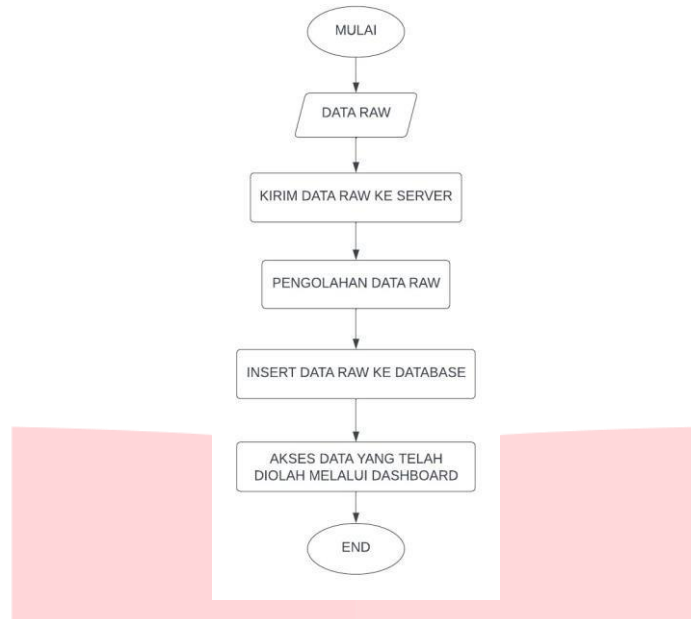 MULAI
DATA RAW
KIRIM DATA RAW KE SERVER
PENGOLAHAN DATA RAW
INSERT DATA RAW KE DATABASE
AKSES DATA YANG TELAH
DIOLAH MELALUI DASHBOARD
END